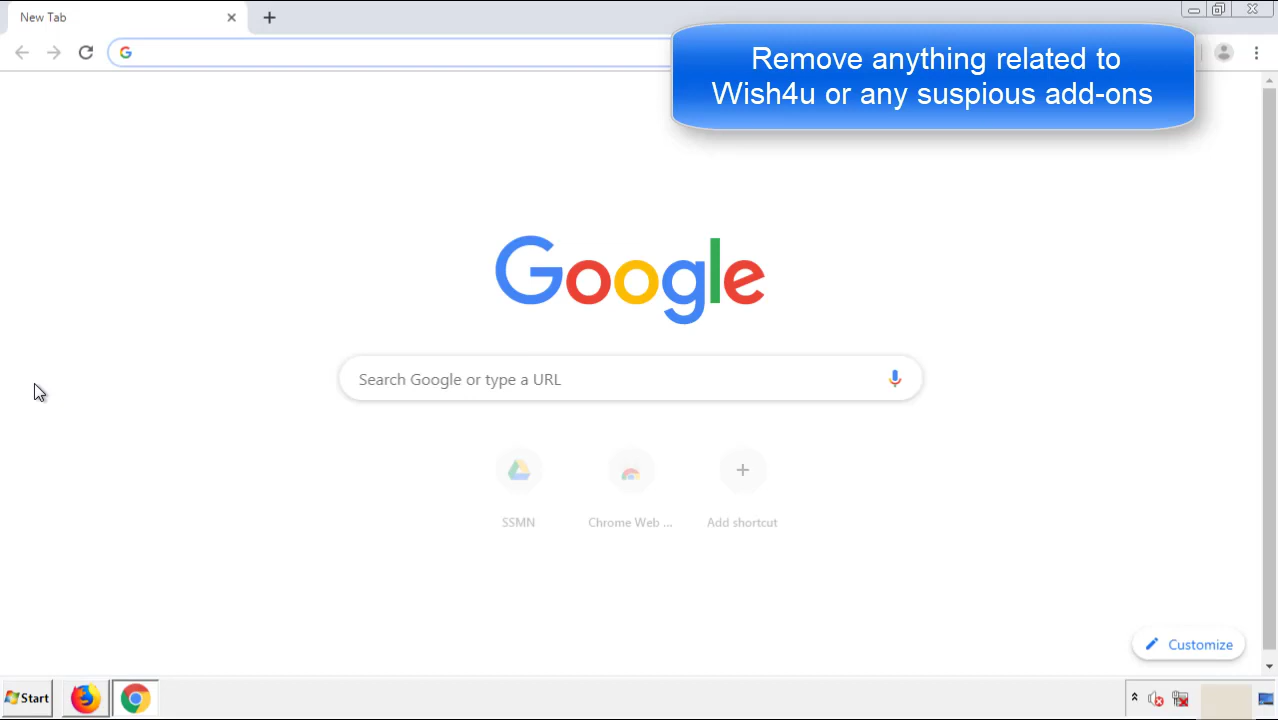 New Tab
Remove anything related to
Wish4u or any suspious add-ons
Google
Search Google or type a URL
SSMN
Chrome Web ...
Add shortcut
Customize
Start